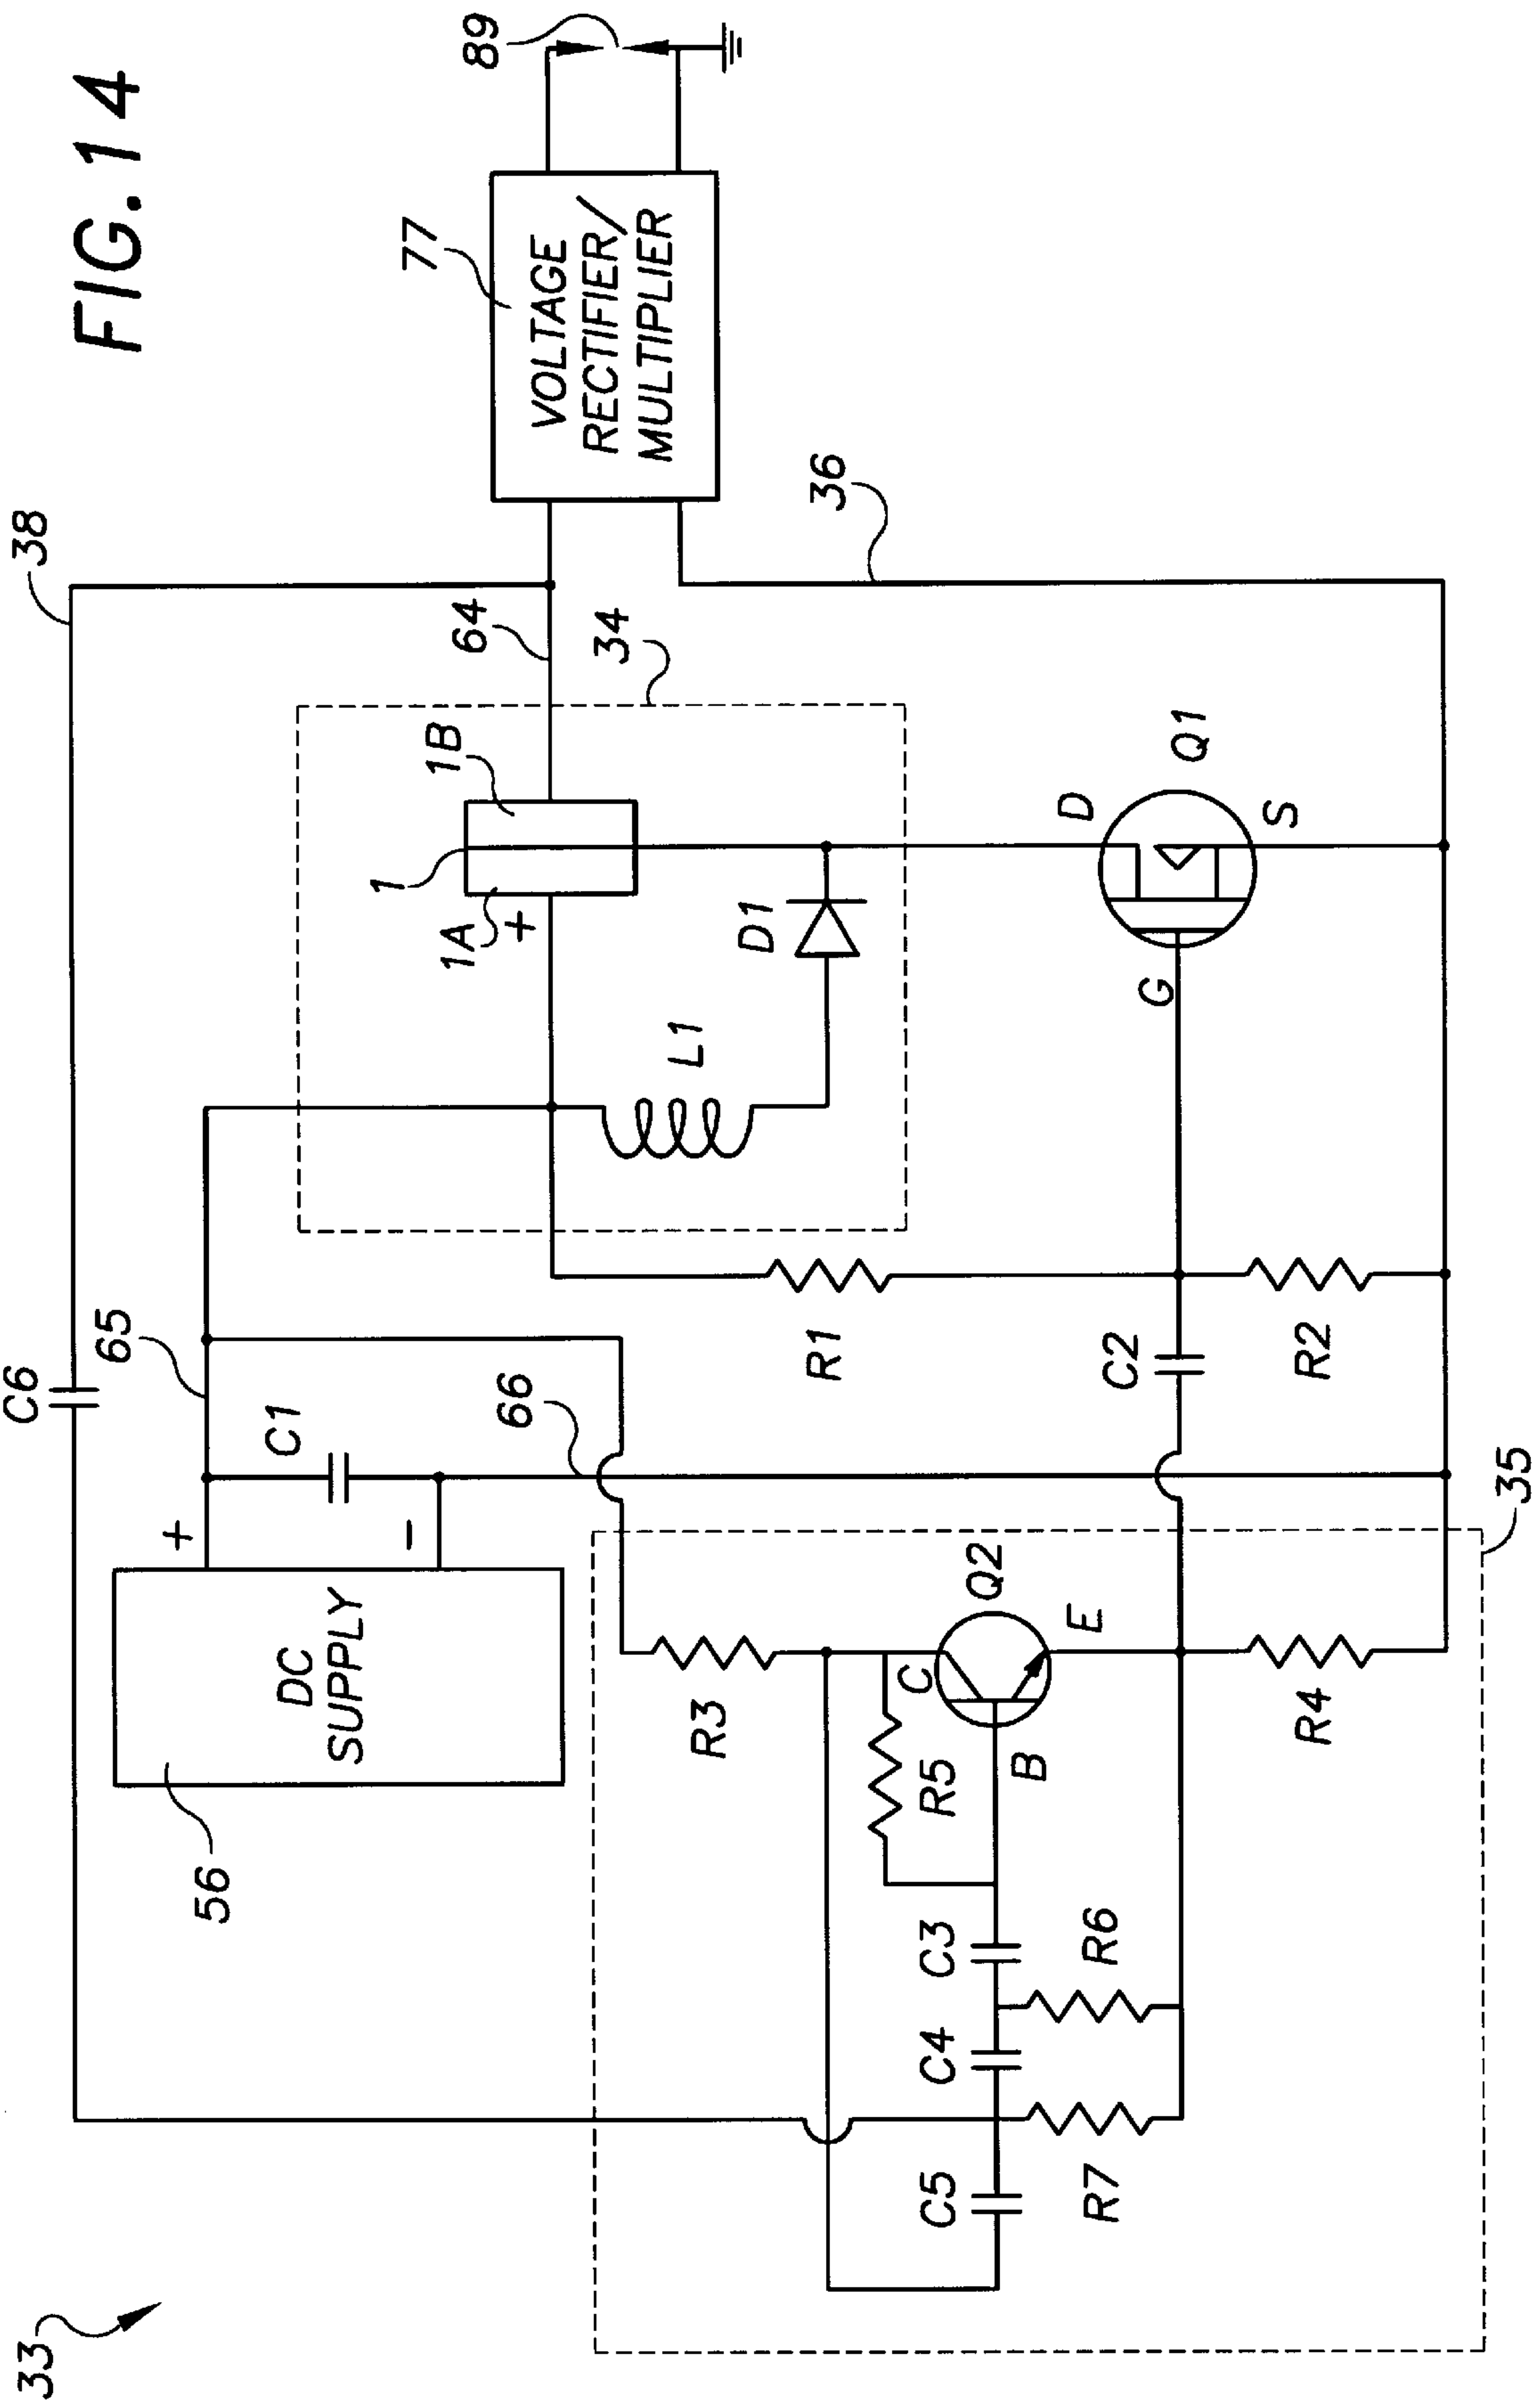 FIG. 14
33
38
C6
65
C1
+
-
DC
SUPPLY
56
66
64
34
1
1A
1B
+
L1
D1
77
VOLTAGE
RECTIFIER/
MULTIPLIER
89
36
R1
C2
R2
G
D
S
Q1
35
R3
C
Q2
E
B
R5
R4
C3
C4
C5
R6
R7